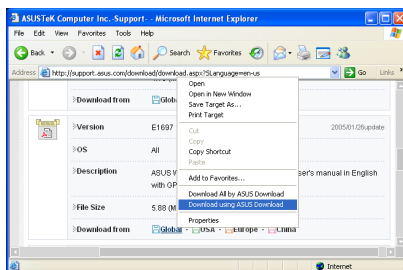 ASUSTeK Computer Inc. -Support- - Microsoft Internet Explorer
File Edit View Favorites Tools Help
Back Search Favorites
Address http://support.asus.com/download/download.aspx?SLanguage=en-us Go Links
Download from Glob
Version E1697 2005/01/26update
OS All
Description ASUS W ser's manual in English
with GP
File Size 5.88 (M
Download from Global USA Europe China
Open
Open in New Window
Save Target As...
Print Target
Cut
Copy
Copy Shortcut
Paste
Add to Favorites...
Download All by ASUS Download
Download using ASUS Download
Properties
Internet